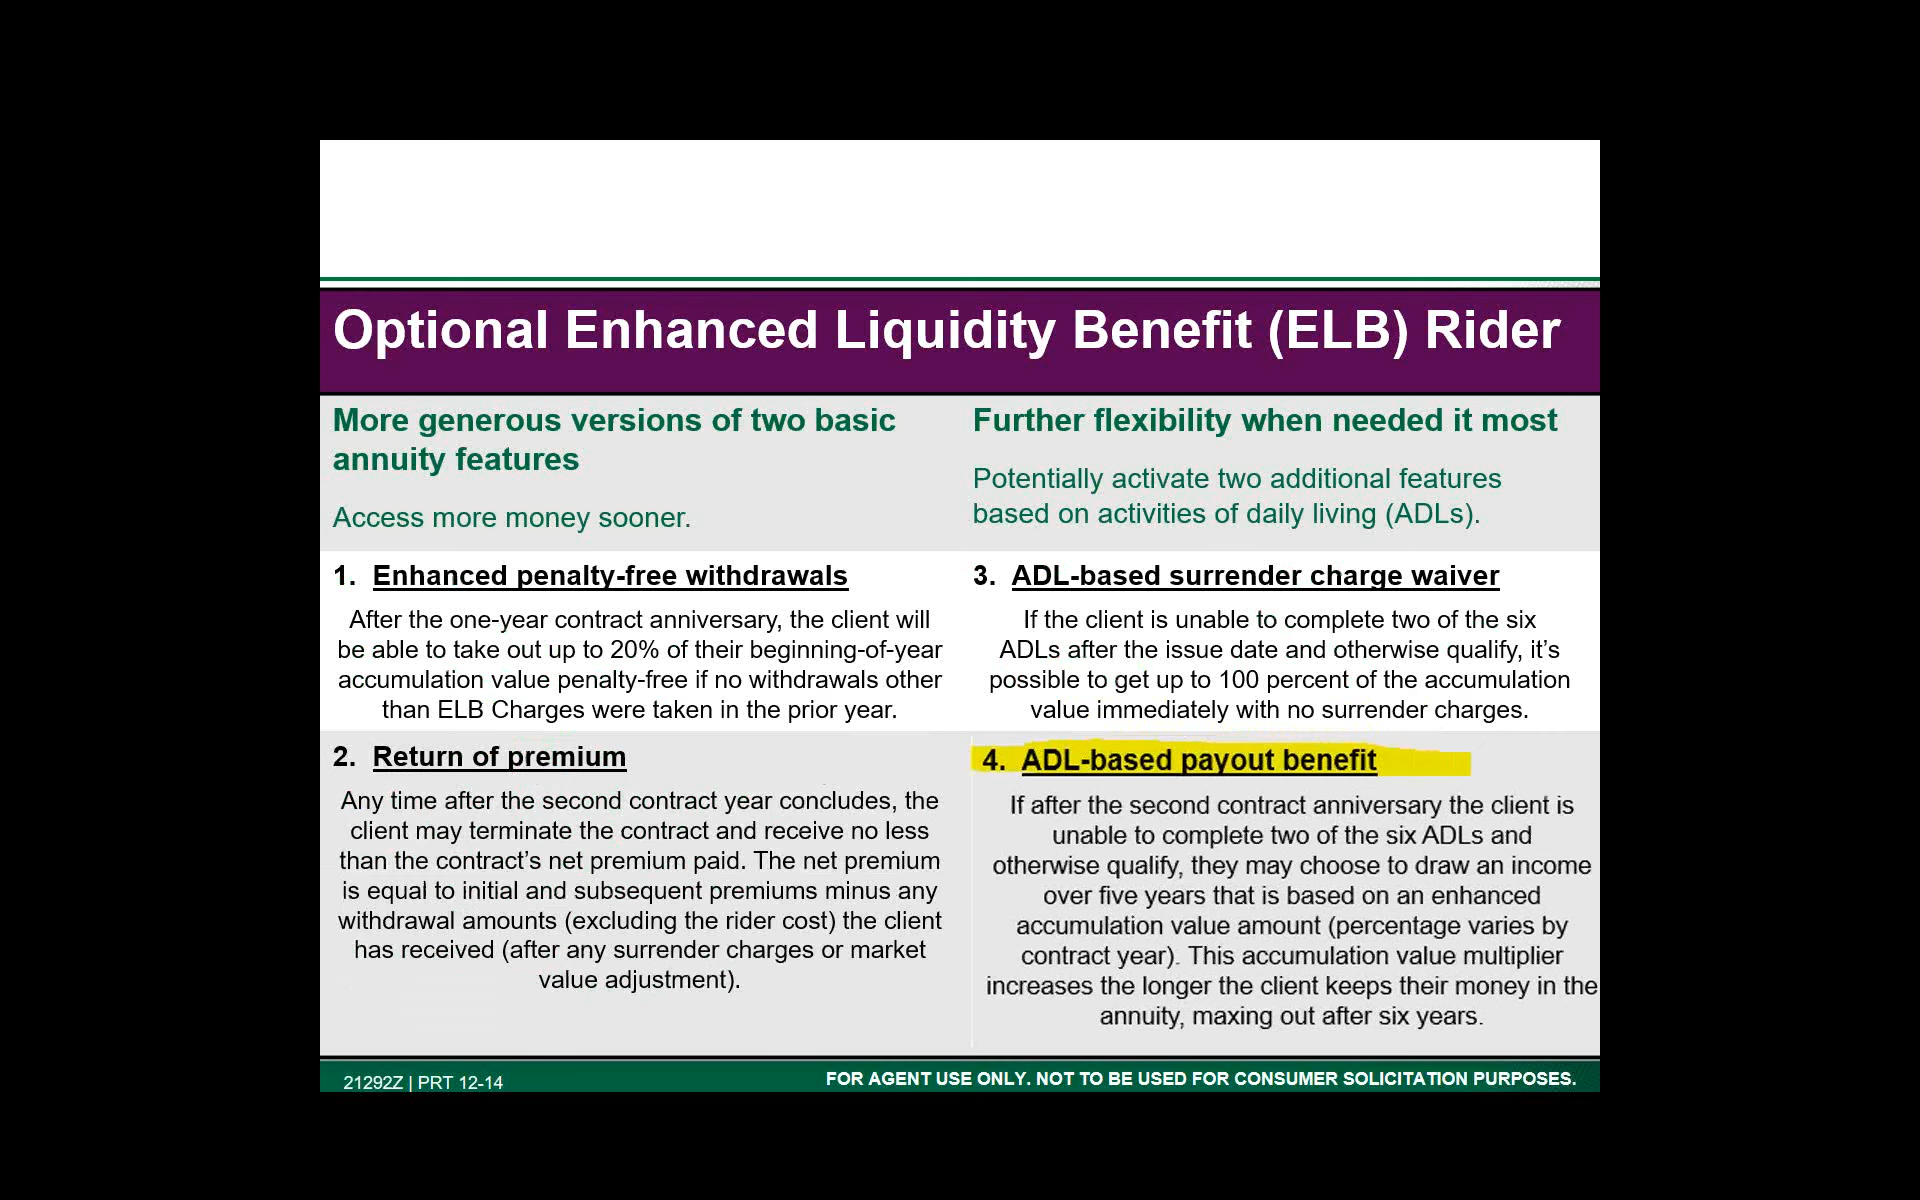 Optional Enhanced Liquidity Benefit (ELB) Rider
More generous versions of two basic
annuity features
Access more money sooner.
Further flexibility when needed it most
Potentially activate two additional features
based on activities of daily living (ADLs).
1. Enhanced penalty-free withdrawals
After the one-year contract anniversary, the client will
be able to take out up to 20% of their beginning-of-year
accumulation value penalty-free if no withdrawals other
than ELB Charges were taken in the prior year.
3. ADL-based surrender charge waiver
If the client is unable to complete two of the six
ADLs after the issue date and otherwise qualify, it’s
possible to get up to 100 percent of the accumulation
value immediately with no surrender charges.
2. Return of premium
Any time after the second contract year concludes, the
client may terminate the contract and receive no less
than the contract’s net premium paid. The net premium
is equal to initial and subsequent premiums minus any
withdrawal amounts (excluding the rider cost) the client
has received (after any surrender charges or market
value adjustment).
4. ADL-based payout benefit
If after the second contract anniversary the client is
unable to complete two of the six ADLs and
otherwise qualify, they may choose to draw an income
over five years that is based on an enhanced
accumulation value amount (percentage varies by
contract year). This accumulation value multiplier
increases the longer the client keeps their money in the
annuity, maxing out after six years.
21292Z | PRT 12-14
FOR AGENT USE ONLY. NOT TO BE USED FOR CONSUMER SOLICITATION PURPOSES.